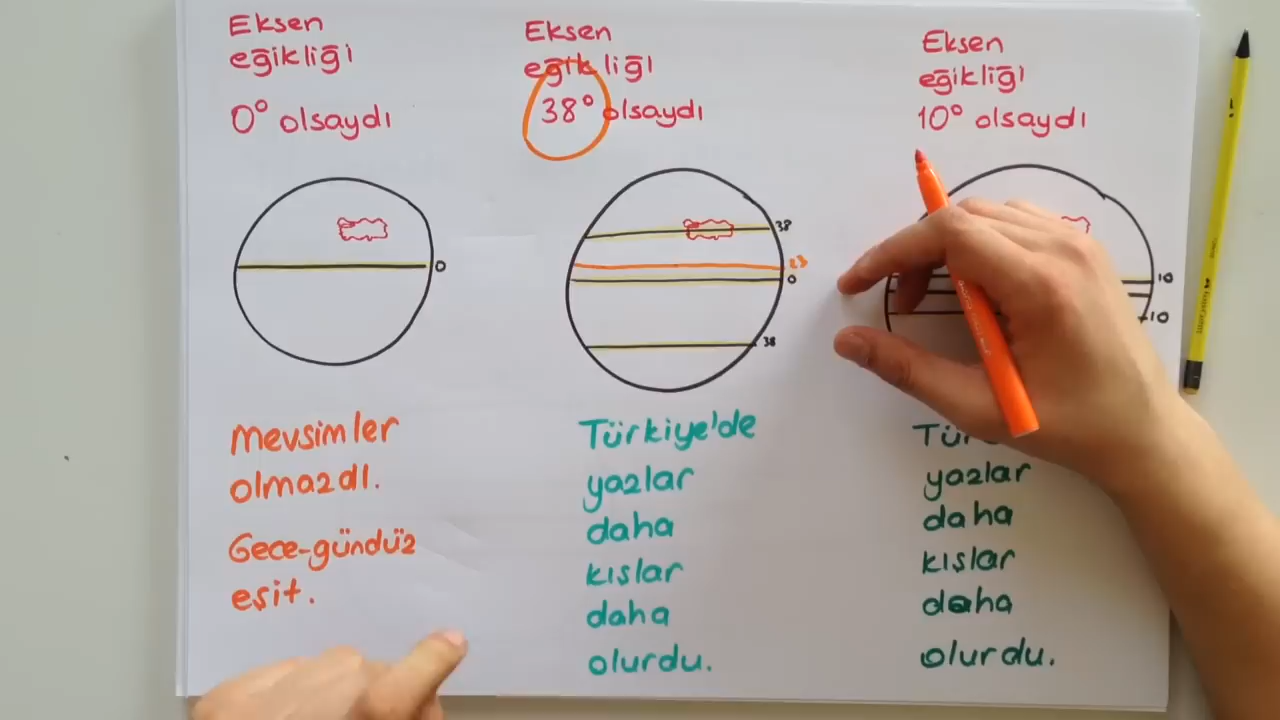 Eksen
eğikliği
0° olsaydı
0
Mevsimler
olmazdı.
Gece-gündüz
eşit.
Eksen
eğikliği
38° olsaydı
38
23
0
38
Türkiye'de
yazlar
daha
kışlar
daha
olurdu.
Eksen
eğikliği
10° olsaydı
10
10
yazlar
daha
kışlar
daha
olurdu.